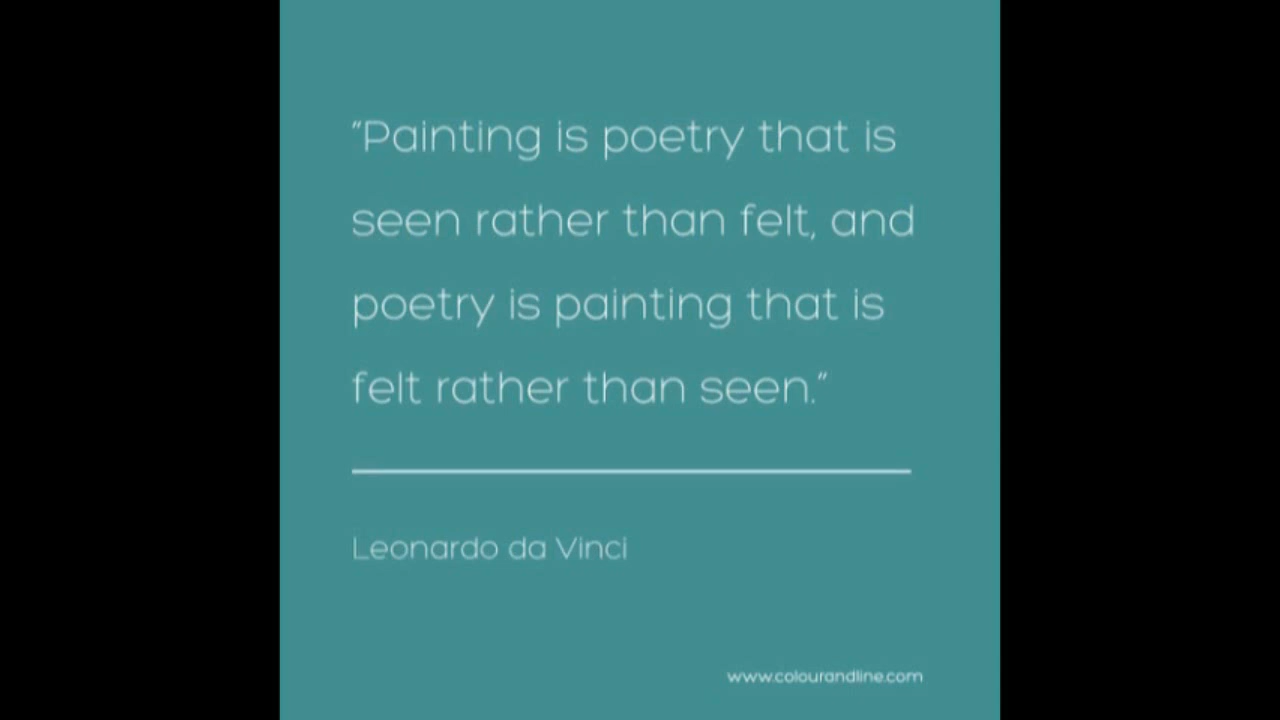 “Painting is poetry that is
seen rather than felt, and
poetry is painting that is
felt rather than seen.”
Leonardo da Vinci
www.colourandline.com